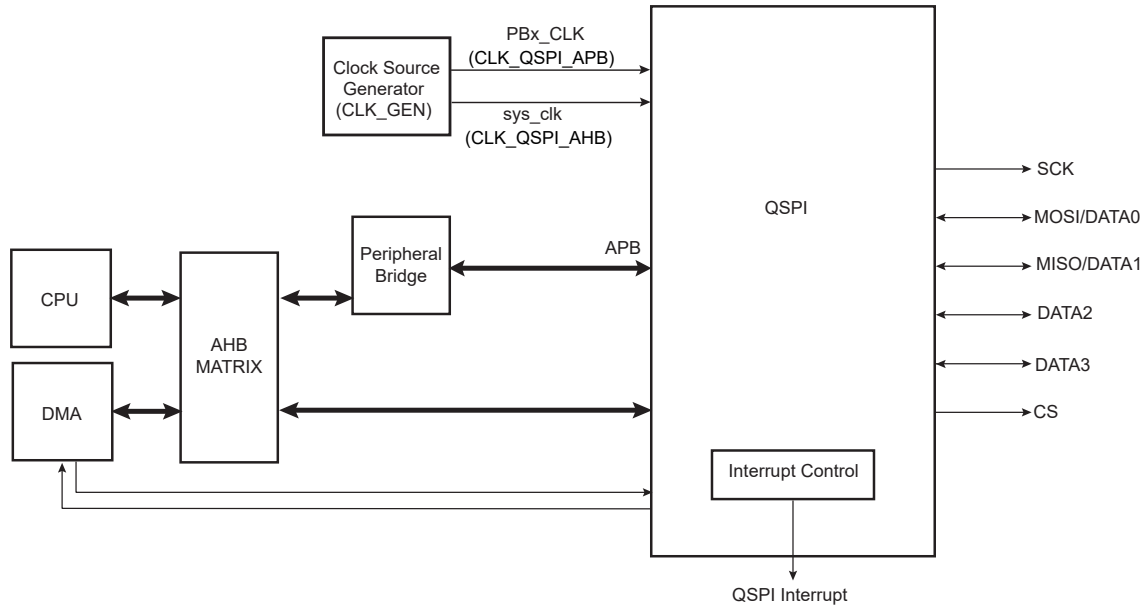 PBx_CLK
(CLK_QSPI_APB)
Clock Source
Generator
(CLK_GEN)
sys_clk
(CLK_QSPI_AHB)
QSPI
SCK
MOSI/DATA0
MISO/DATA1
DATA2
DATA3
CS
Peripheral
Bridge
APB
CPU
AHB
MATRIX
DMA
Interrupt Control
QSPI Interrupt